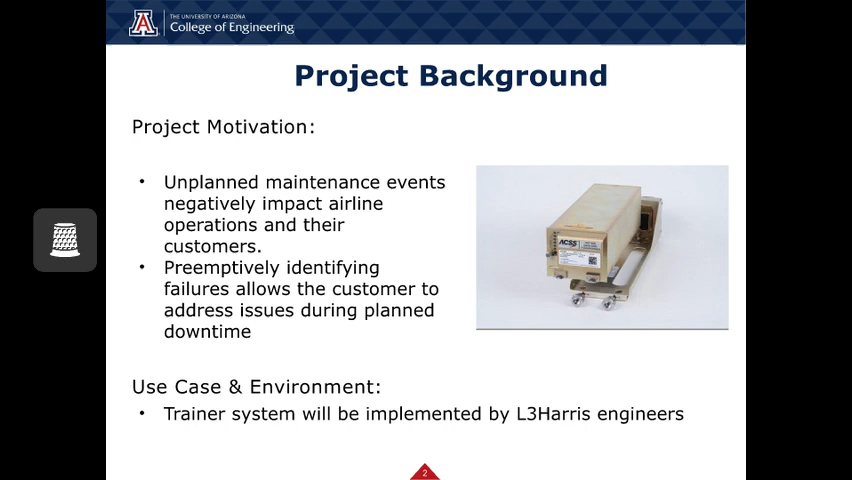 THE UNIVERSITY OF ARIZONA
College of Engineering
Project Background
Project Motivation:
• Unplanned maintenance events
negatively impact airline
operations and their
customers.
• Preemptively identifying
failures allows the customer to
address issues during planned
downtime
ACSS
Use Case & Environment:
• Trainer system will be implemented by L3Harris engineers
2